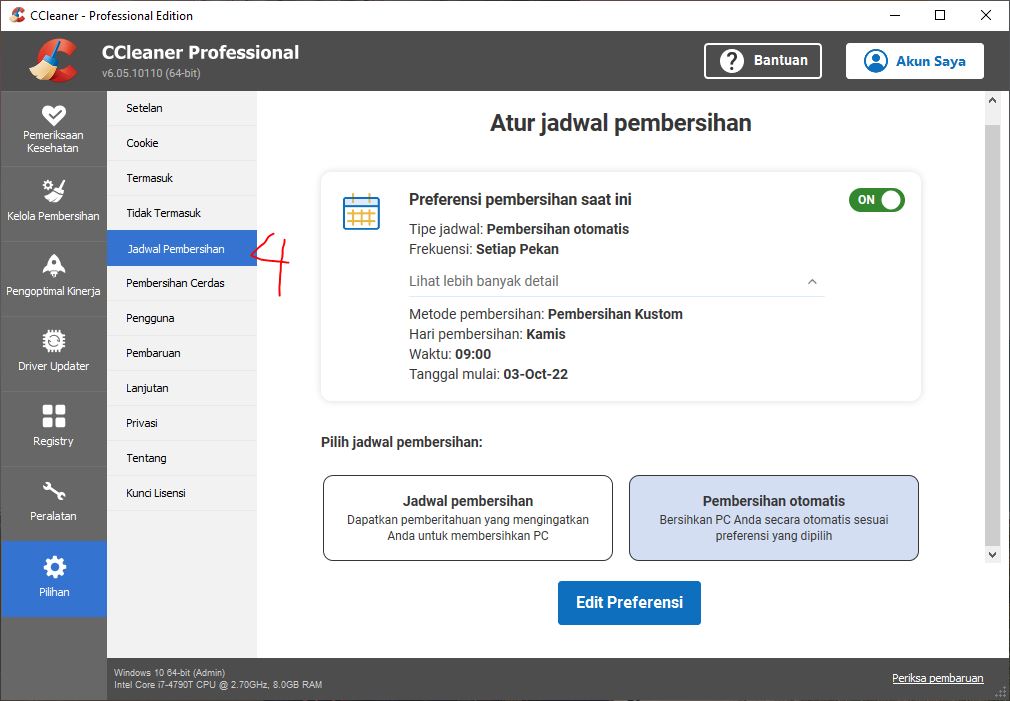 CCleaner - Professional Edition
CCleaner Professional
v6.05.10110 (64-bit)
Bantuan
Akun Saya
Pemeriksaan
Kesehatan
Kelola Pembersihan
Pengoptimal Kinerja
Driver Updater
Registry
Peralatan
Pilihan
Setelan
Cookie
Termasuk
Tidak Termasuk
Jadwal Pembersihan
4
Pembersihan Cerdas
Pengguna
Pembaruan
Lanjutan
Privasi
Tentang
Kunci Lisensi
Atur jadwal pembersihan
Preferensi pembersihan saat ini
ON
Tipe jadwal: Pembersihan otomatis
Frekuensi: Setiap Pekan
Lihat lebih banyak detail
Metode pembersihan: Pembersihan Kustom
Hari pembersihan: Kamis
Waktu: 09:00
Tanggal mulai: 03-Oct-22
Pilih jadwal pembersihan:
Jadwal pembersihan
Dapatkan pemberitahuan yang mengingatkan
Anda untuk membersihkan PC
Pembersihan otomatis
Bersihkan PC Anda secara otomatis sesuai
preferensi yang dipilih
Edit Preferensi
Windows 10 64-bit (Admin)
Intel Core i7-4790T CPU @ 2.70GHz, 8.0GB RAM
Periksa pembaruan